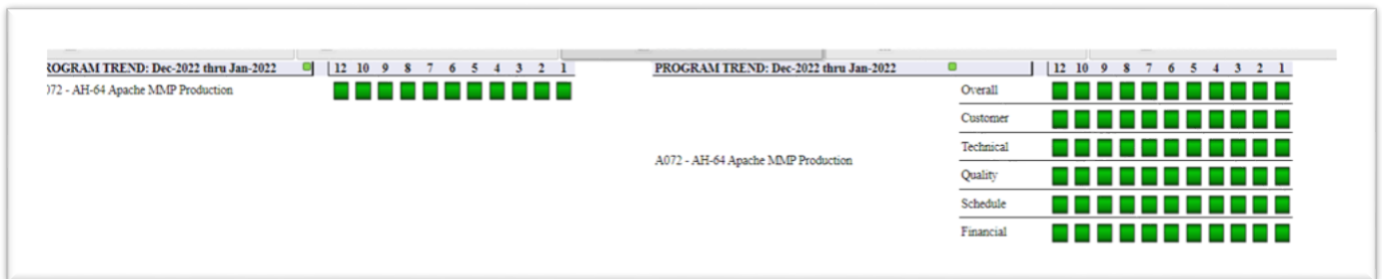 ROGRAM TREND: Dec-2022 thru Jan-2022 12 10 9 8 7 6 5 4 3 2 1
072 - AH-64 Apache MMP Production
PROGRAM TREND: Dec-2022 thru Jan-2022 12 10 9 8 7 6 5 4 3 2 1
A072 - AH-64 Apache MMP Production
Overall
Customer
Technical
Quality
Schedule
Financial